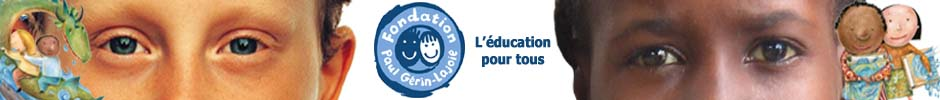 Fondation
Paul Gérin-Lajoie
L'éducation
pour tous